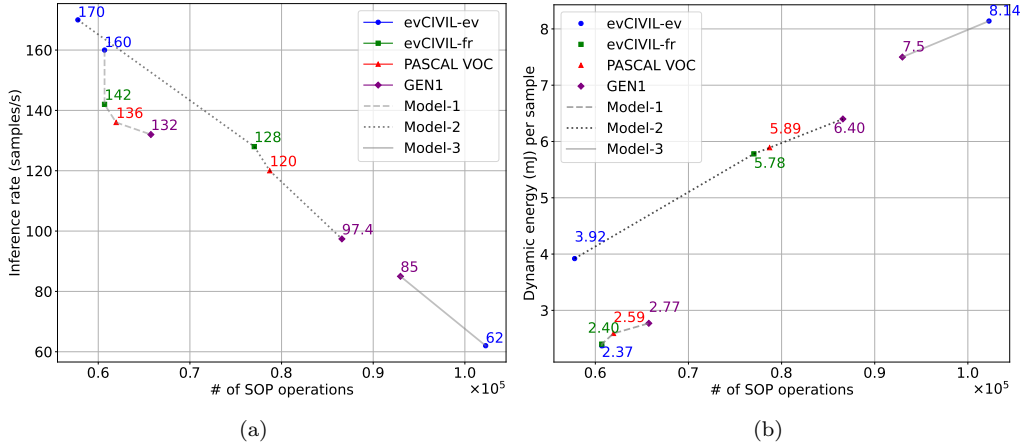 170
160
142
136
132
128
120
97.4
85
62
evCIVIL-ev
evCIVIL-fr
PASCAL VOC
GEN1
Model-1
Model-2
Model-3
Inference rate (samples/s)
160
140
120
100
80
60
0.6
0.7
0.8
0.9
1.0
# of SOP operations
×10⁵
(a)
8.14
7.5
6.40
5.89
5.78
3.92
2.77
2.59
2.40
2.37
evCIVIL-ev
evCIVIL-fr
PASCAL VOC
GEN1
Model-1
Model-2
Model-3
Dynamic energy (mJ) per sample
8
7
6
5
4
3
0.6
0.7
0.8
0.9
1.0
# of SOP operations
×10⁵
(b)